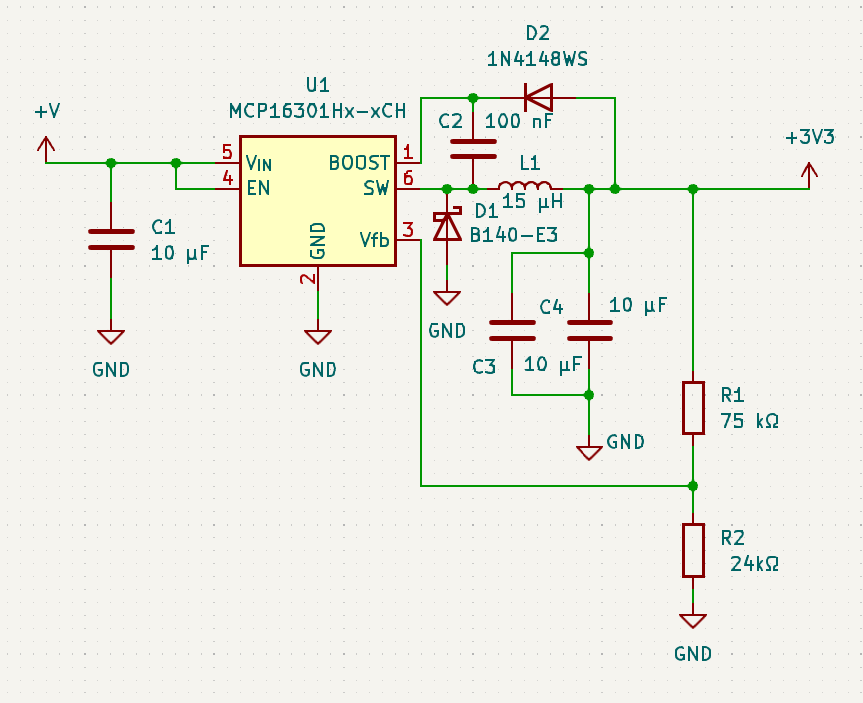 D2
1N4148WS
U1
MCP16301Hx-xCH
+V
C2
100 nF
+3V3
5
VIN
BOOST
1
L1
4
EN
SW
6
15 µH
D1
C1
GND
Vfb
3
B140-E3
10 µF
2
GND
C4
10 µF
GND
GND
C3
10 µF
R1
75 kΩ
GND
R2
24kΩ
GND